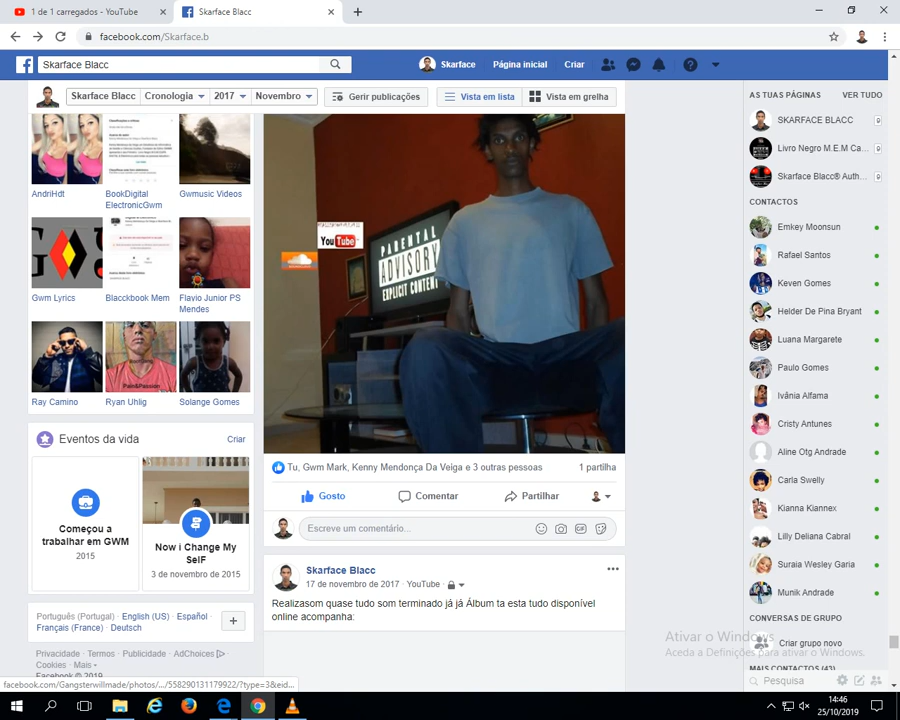 1 de 1 carregados - YouTube
Skarface Blacc
facebook.com/Skarface.b
Skarface Blacc
Skarface
Página inicial
Criar
Skarface Blacc
Cronologia
2017
Novembro
Gerir publicações
Vista em lista
Vista em grelha
AndriHdt
BookDigital
ElectronicGwm
Gwmusic Videos
Gwm Lyrics
Blacckbook Mem
Flavio Junior PS
Mendes
Pain&Passion
Ray Camino
Ryan Uhlig
Solange Gomes
Eventos da vida
Criar
Começou a
trabalhar em GWM
2015
Now i Change My
SelF
3 de novembro de 2015
Português (Portugal) · English (US) · Español ·
Français (France) · Deutsch
Privacidade · Termos · Publicidade · AdChoices
Cookies · Mais
Facebook © 2019
facebook.com/Gangsterwillmade/photos/.../558290131179922/?type=3&eid...
YouTube
PARENTAL
ADVISORY
EXPLICIT CONTENT
Tu, Gwm Mark, Kenny Mendonça Da Veiga e 3 outras pessoas
1 partilha
Gosto
Comentar
Partilhar
Escreve um comentário...
GIF
Skarface Blacc
17 de novembro de 2017 · YouTube ·
Realizasom quase tudo som terminado já já Álbum ta esta tudo disponível
online acompanha:
AS TUAS PÁGINAS
VER TUDO
SKARFACE BLACC
Livro Negro M.E.M Ca...
Skarface Blacc® Auth...
CONTACTOS
Emkey Moonsun
Rafael Santos
Keven Gomes
Helder De Pina Bryant
Luana Margarete
Paulo Gomes
Ivânia Alfama
Cristy Antunes
Aline Otg Andrade
Carla Swelly
Kianna Kiannex
Lilly Deliana Cabral
Suraia Wesley Garia
Munik Andrade
CONVERSAS DE GRUPO
Criar grupo novo
MAIS CONTACTOS (43)
Pesquisa
Ativar o Windows
Aceda a Definições para ativar o Windows.
14:46
25/10/2019